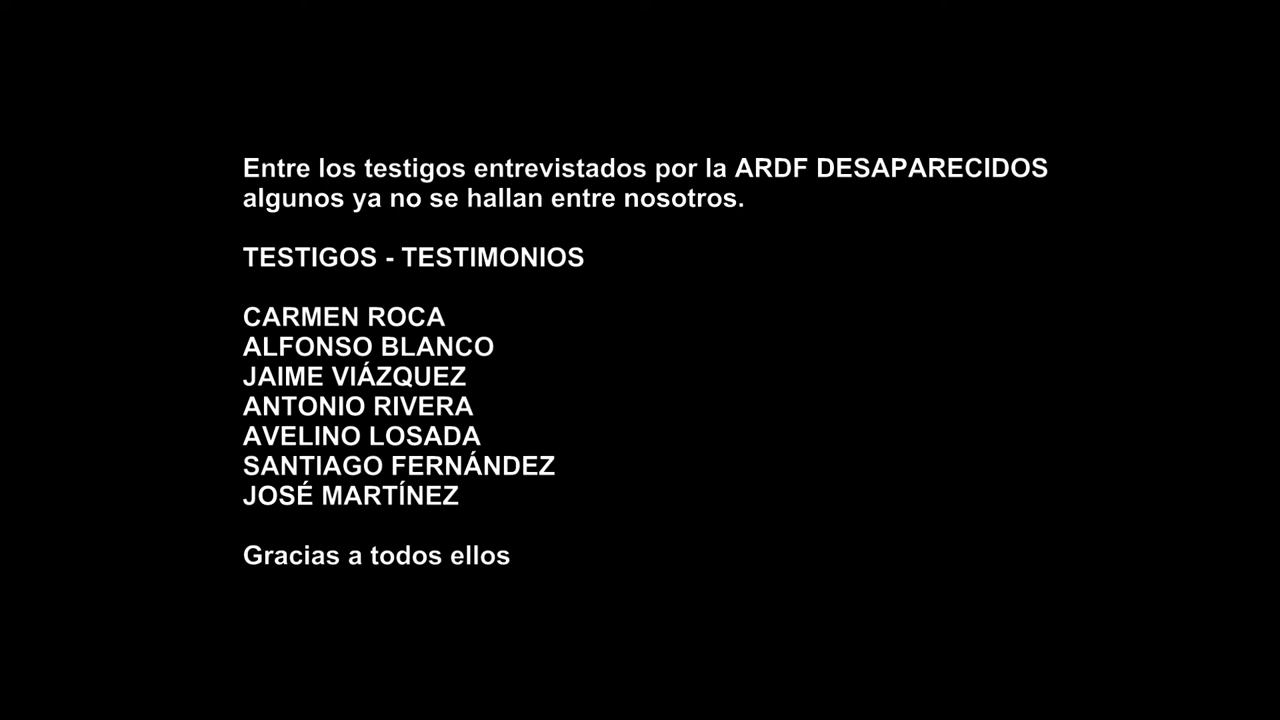 Entre los testigos entrevistados por la ARDF DESAPARECIDOS
algunos ya no se hallan entre nosotros.
TESTIGOS - TESTIMONIOS
CARMEN ROCA
ALFONSO BLANCO
JAIME VIÁZQUEZ
ANTONIO RIVERA
AVELINO LOSADA
SANTIAGO FERNÁNDEZ
JOSÉ MARTÍNEZ
Gracias a todos ellos